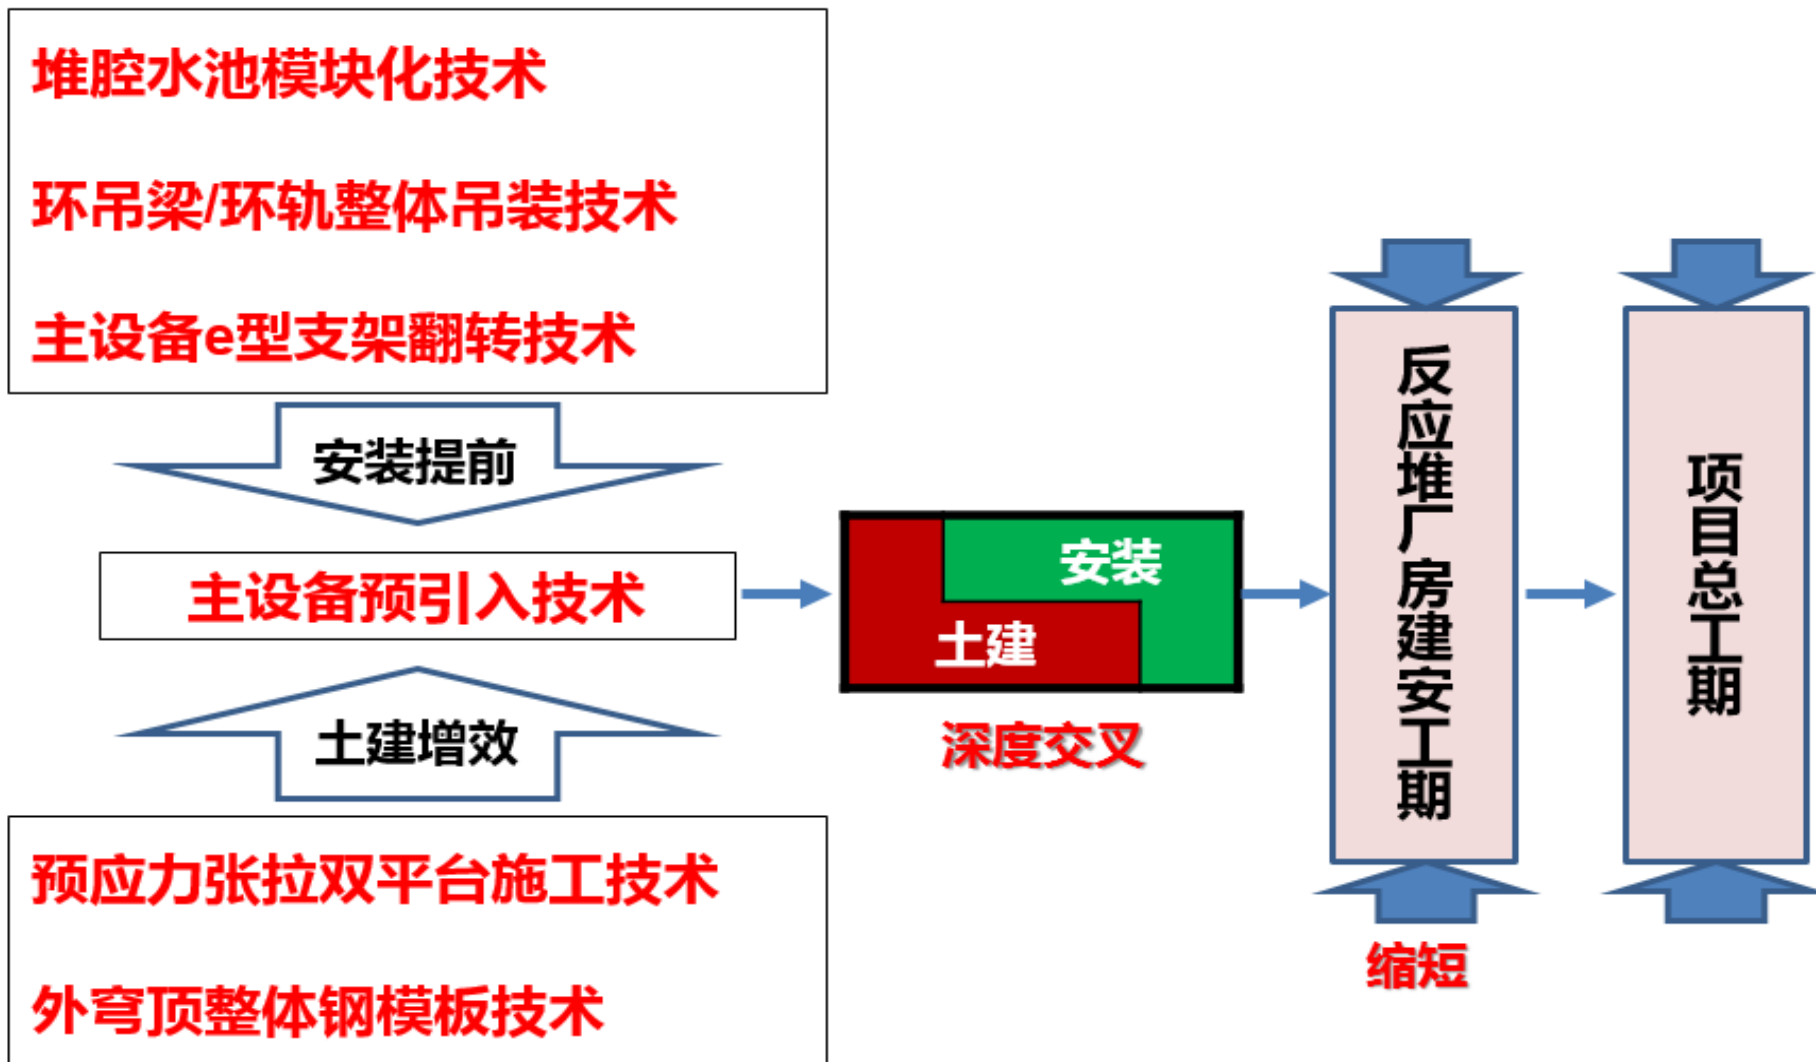 堆腔水池模块化技术
环吊梁/环轨整体吊装技术
主设备e型支架翻转技术
安装提前
主设备预引入技术
土建增效
预应力张拉双平台施工技术
外穹顶整体钢模板技术
安装
土建
深度交叉
反应堆厂房建安工期
缩短
项目总工期